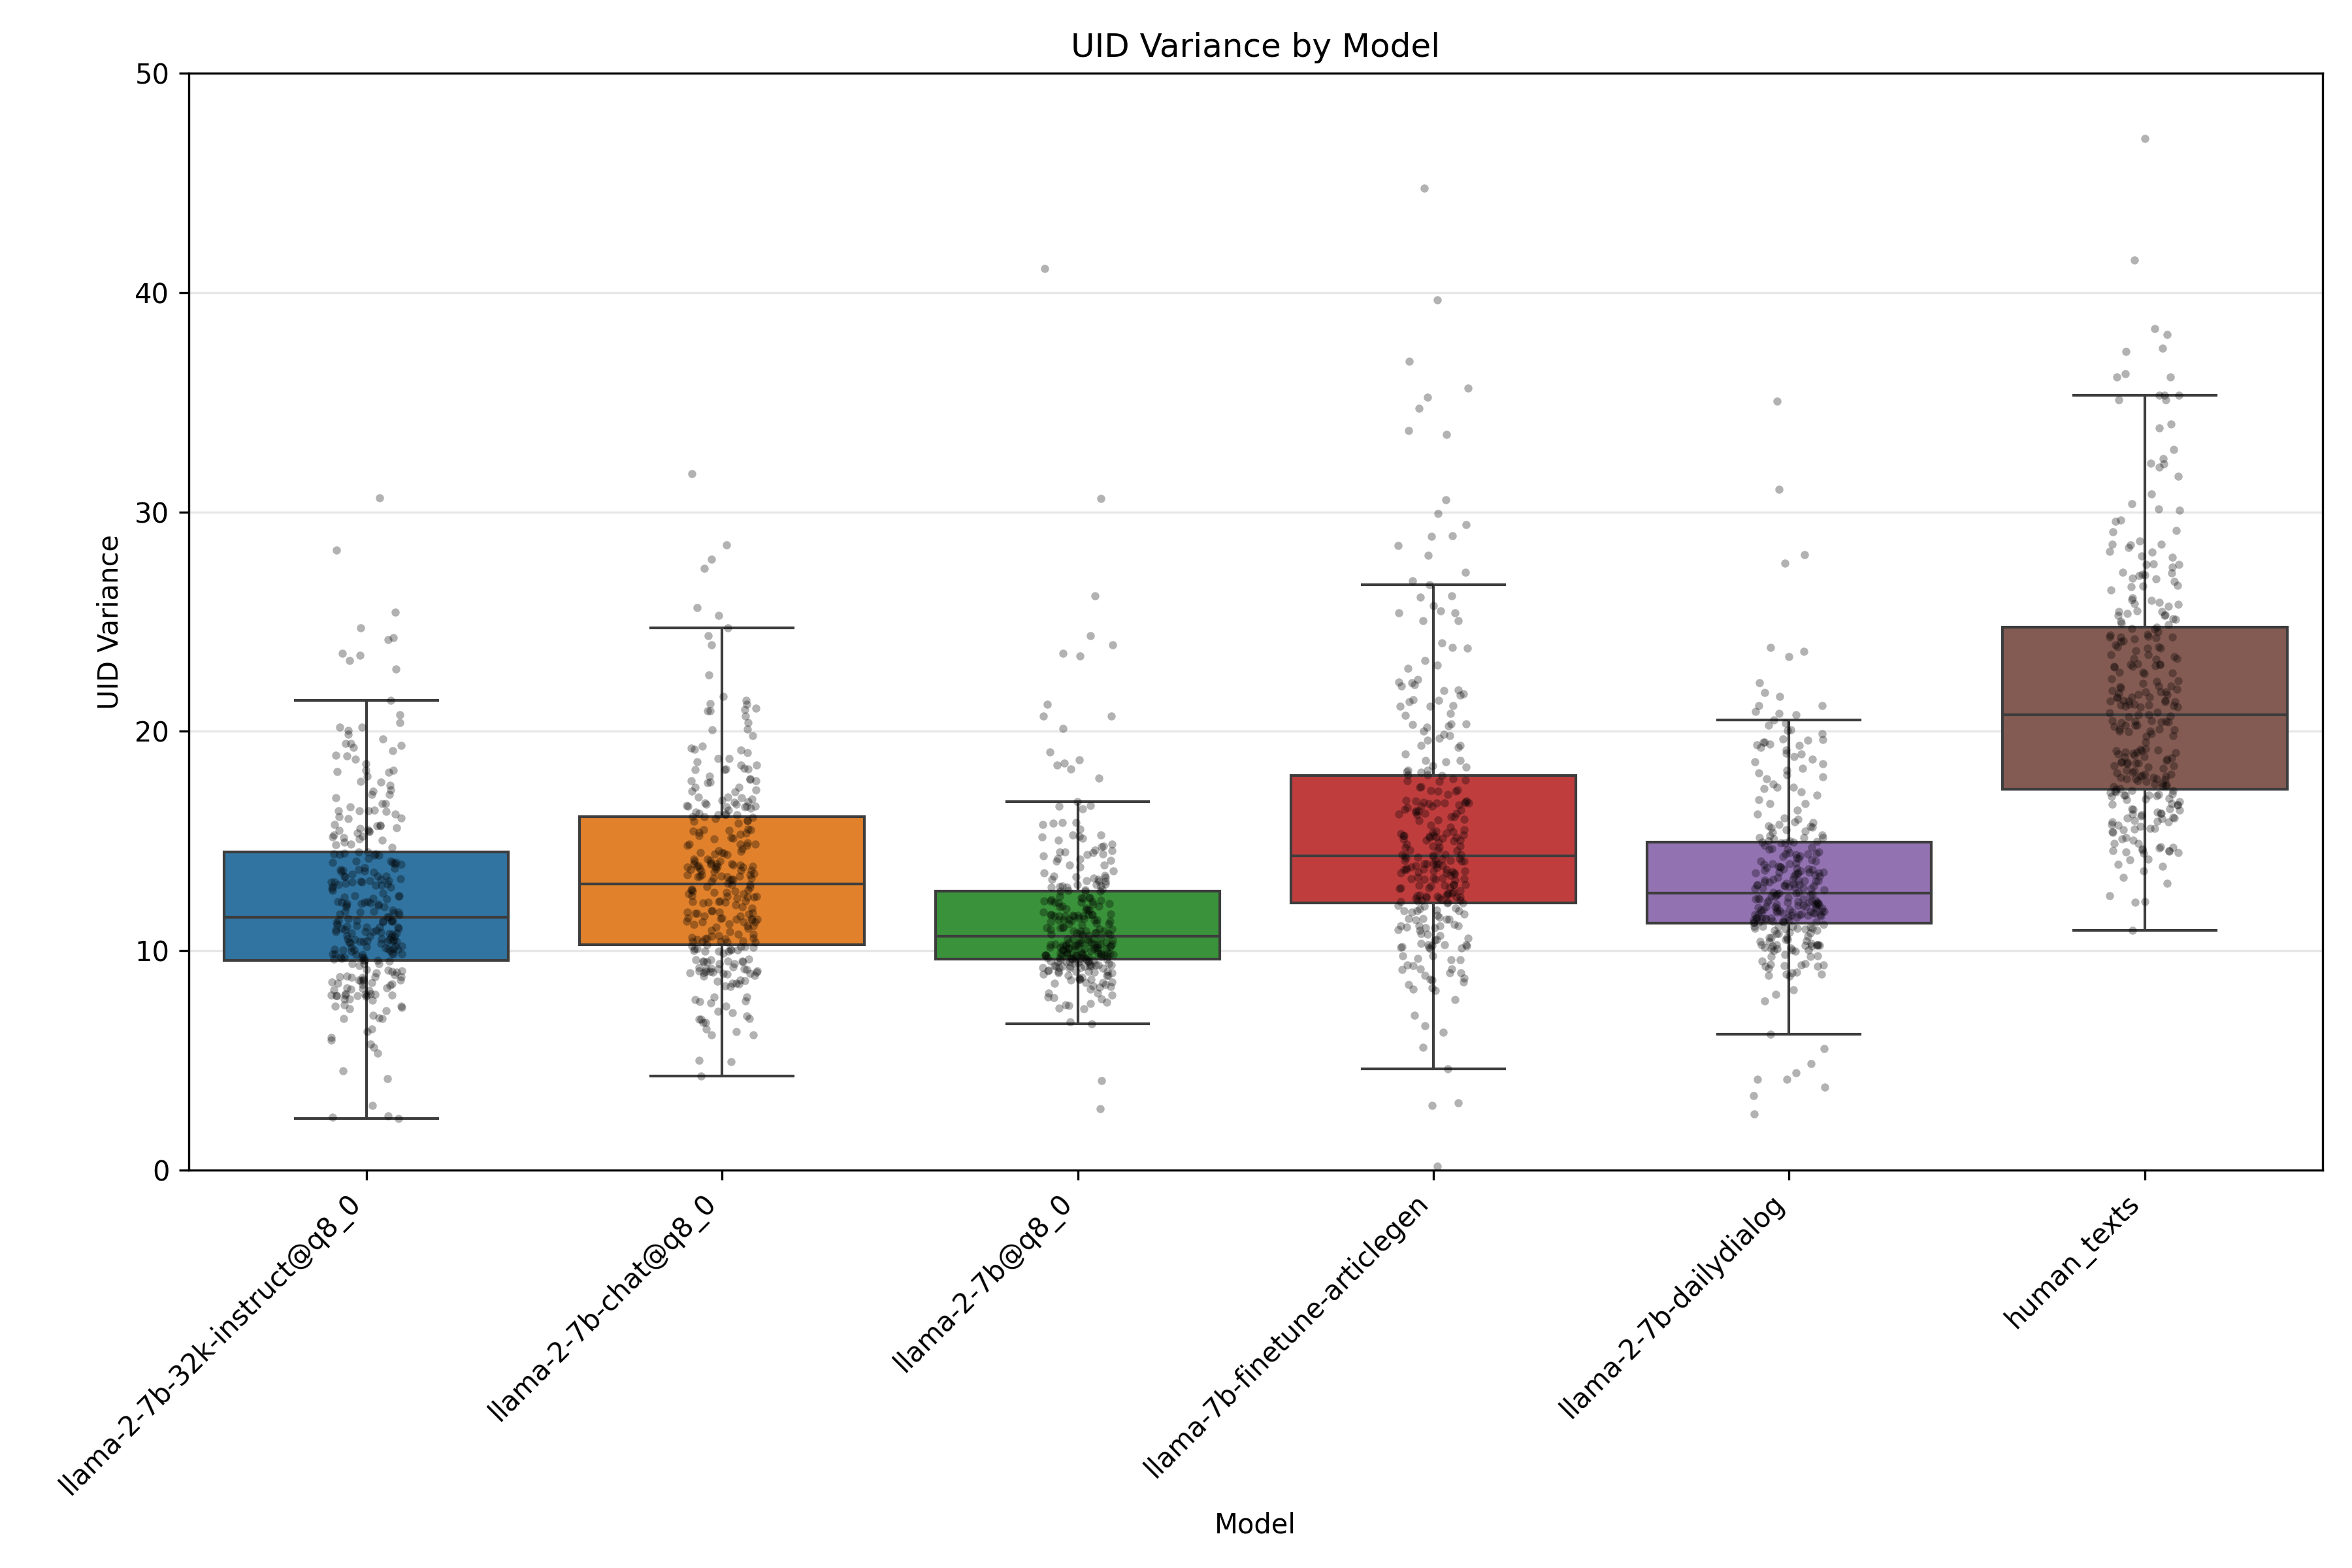 UID Variance by Model
UID Variance
50
40
30
20
10
0
llama-2-7b-32k-instruct@q8_0
llama-2-7b-chat@q8_0
llama-2-7b@q8_0
llama-7b-finetune-articlegen
llama-2-7b-dailydialog
human_texts
Model